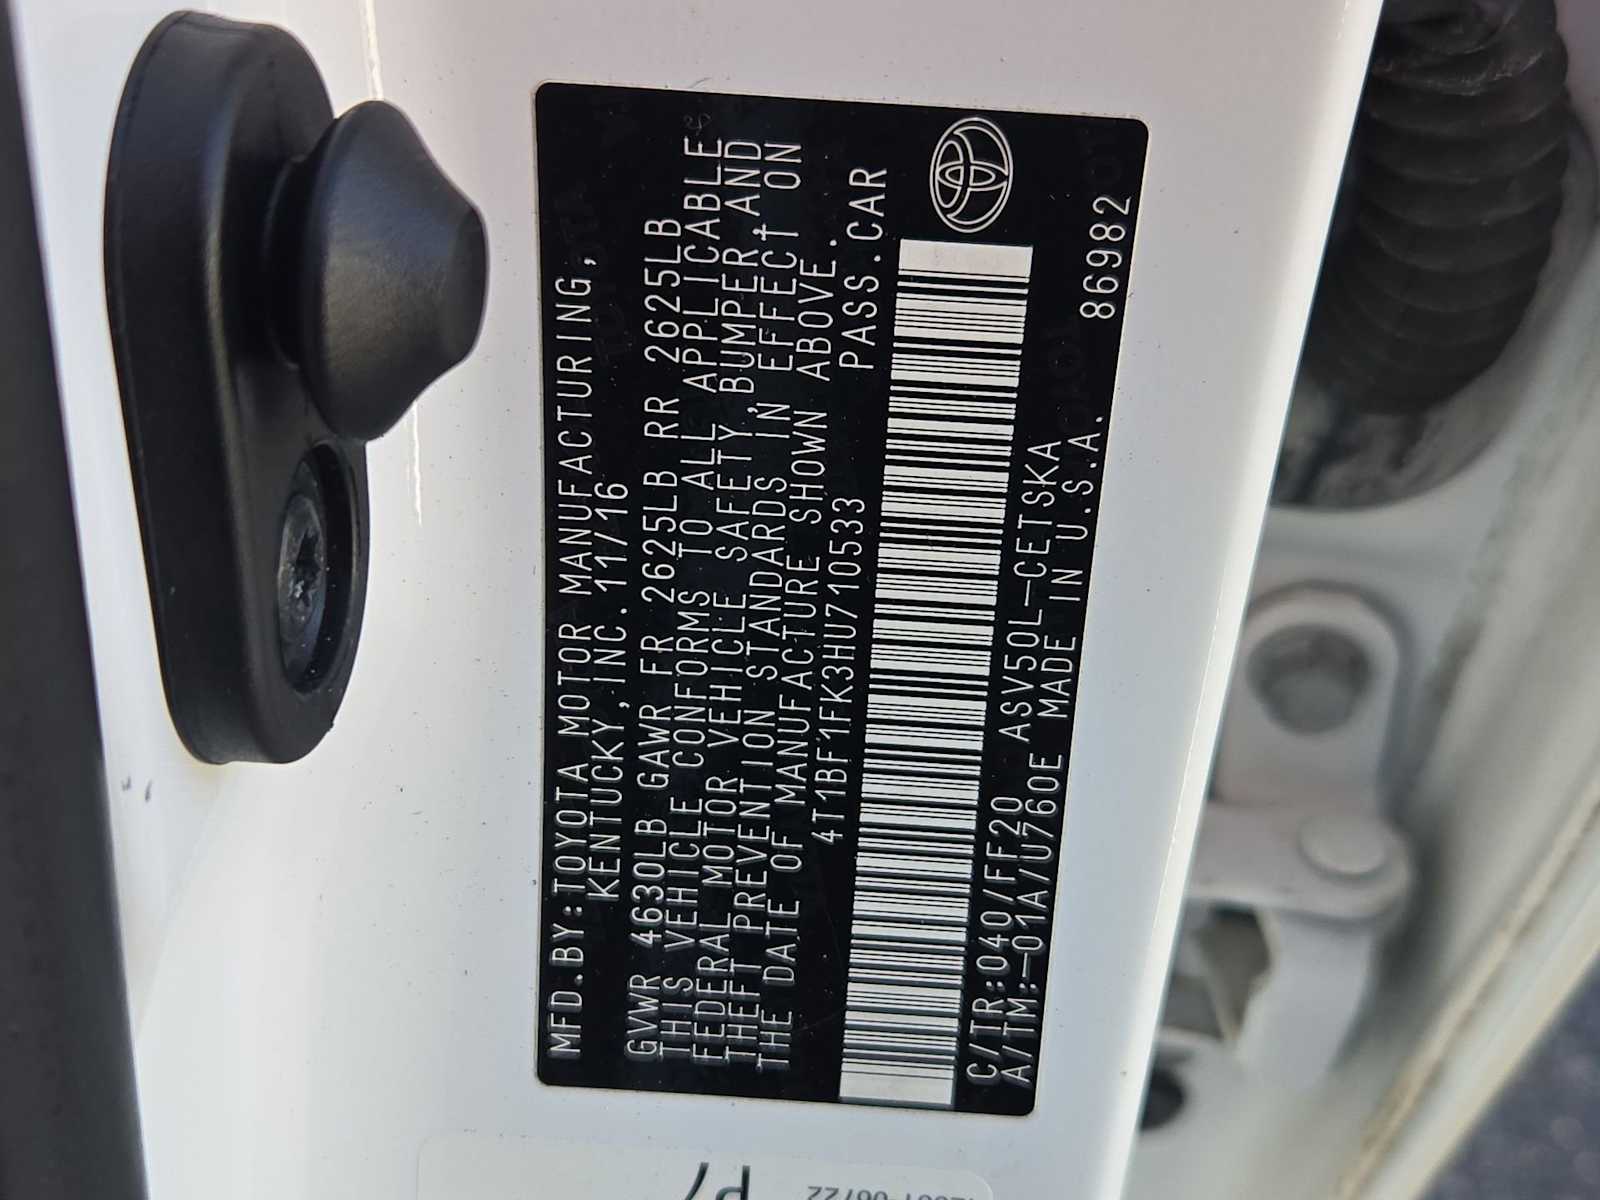 MFD.BY:TOYOTA MOTOR MANUFACTURING,
KENTUCKY,INC.11/16
GVWR 4630LB GAWR FR 2625LB RR 2625LB
THIS VEHICLE CONFORMS TO ALL APPLICABLE
FEDERAL MOTOR VEHICLE SAFETY,BUMPER,AND
THEFT PREVENTION STANDARDS IN EFFECT ON
THE DATE OF MANUFACTURE SHOWN ABOVE.
4T1BF1FK3HU710533 PASS.CAR
C/TR:040/FF20 ASV50L-CETSKA
A/TM:-01A/U760E MADE IN U.S.A.
86982
P7